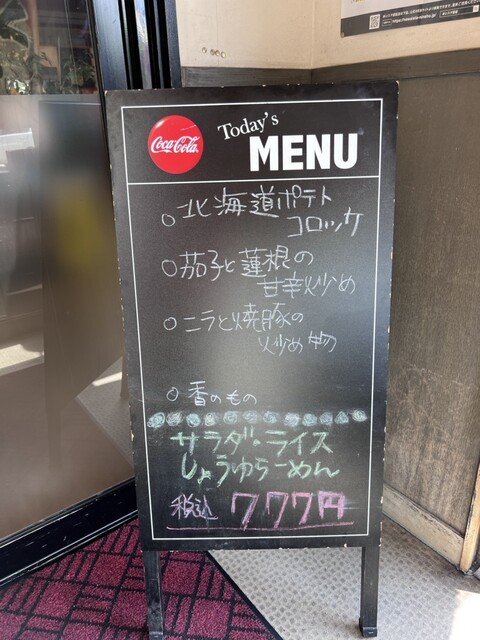 Coca-Cola
Today's
MENU
○北海道ポテト
コロッケ
○茄子と蓮根の
甘辛炒め
○ニラと焼豚の
炒め物
○香のもの
サラダ・ライス
しょうゆらーめん
税込 777円